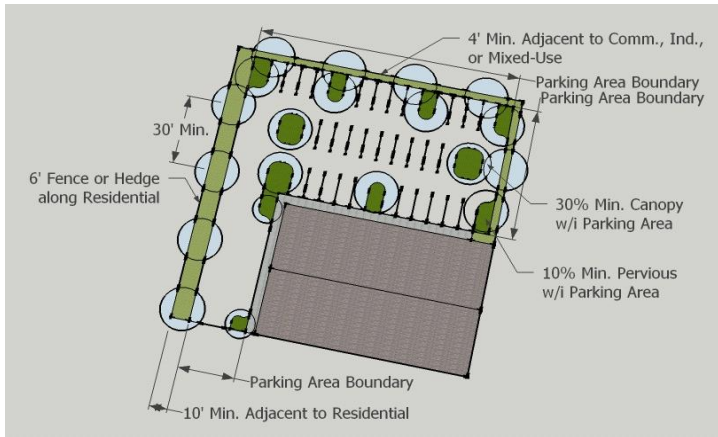 4' Min. Adjacent to Comm., Ind.,
or Mixed-Use
Parking Area Boundary
Parking Area Boundary
30' Min.
6' Fence or Hedge
along Residential
30% Min. Canopy
w/i Parking Area
10% Min. Pervious
w/i Parking Area
Parking Area Boundary
10' Min. Adjacent to Residential